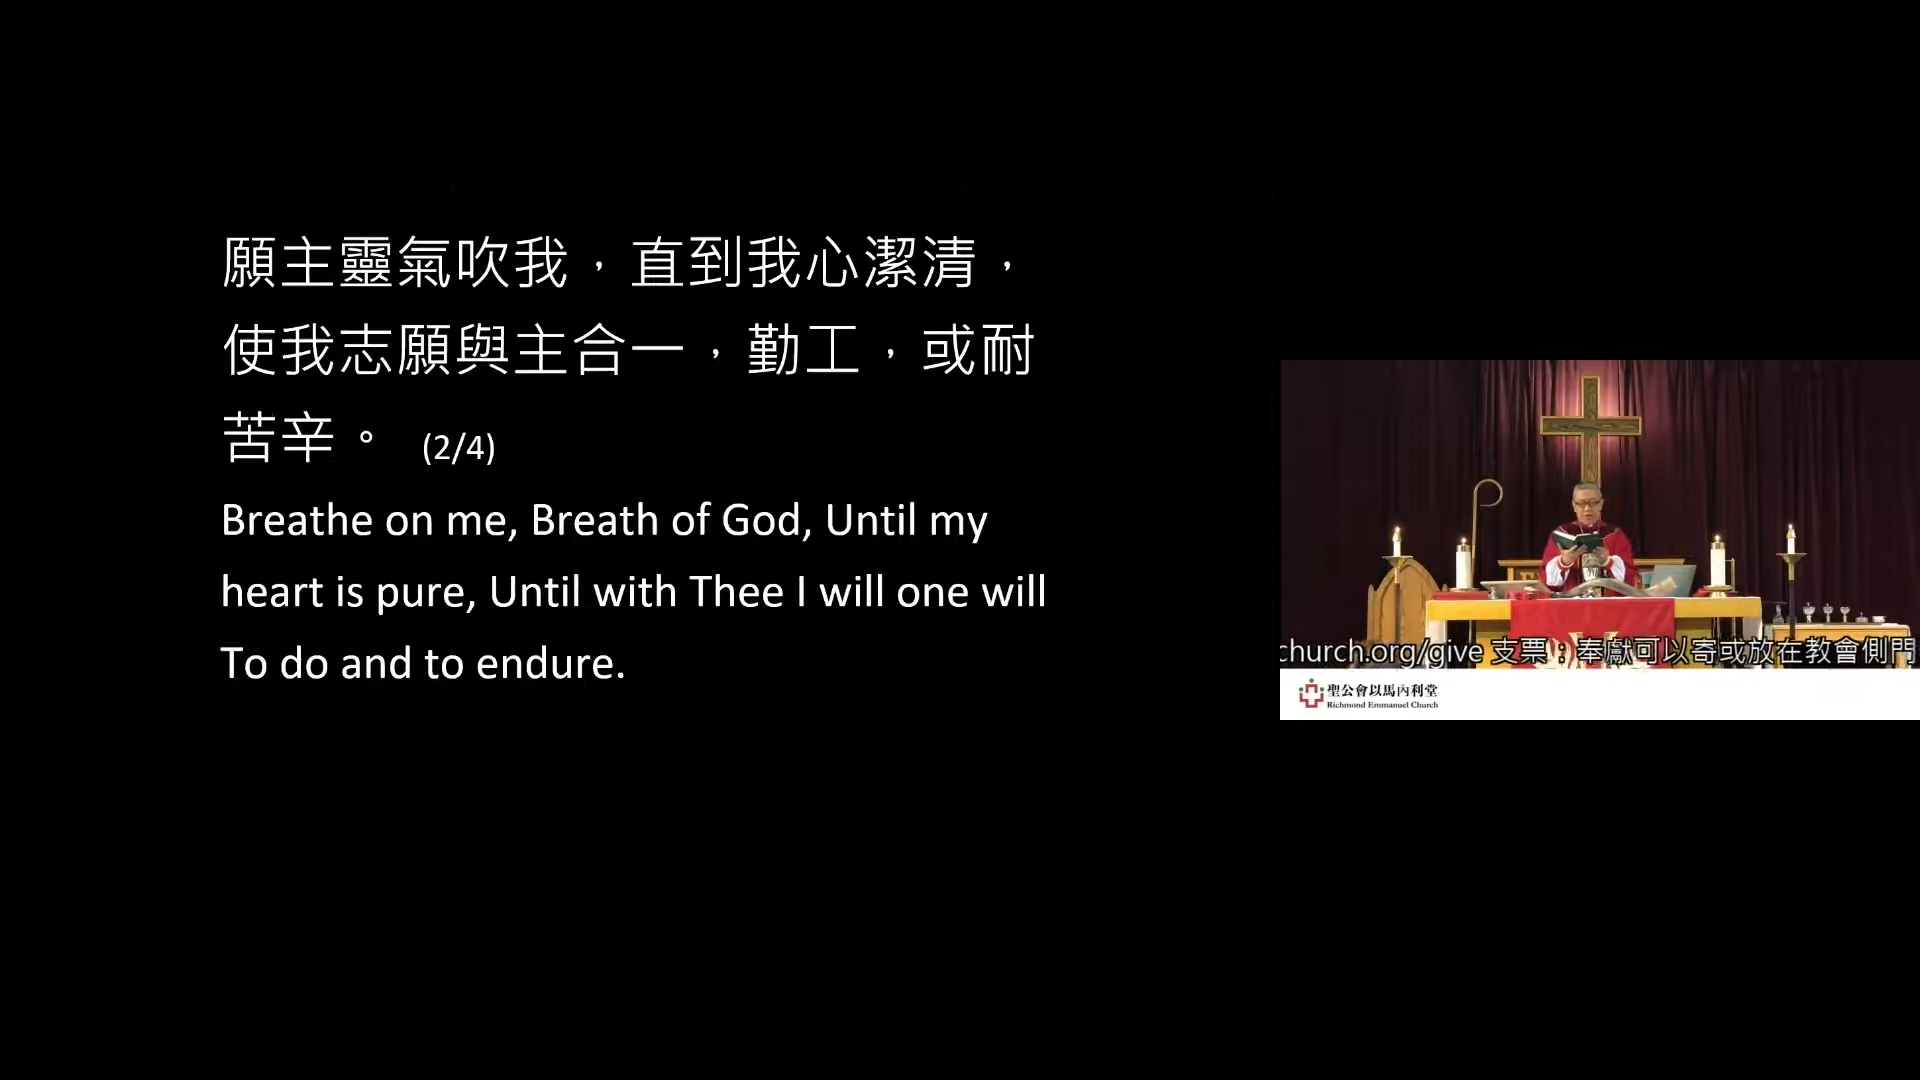 願主靈氣吹我，直到我心潔清，
使我志願與主合一，勤工，或耐
苦辛。 (2/4)
Breathe on me, Breath of God, Until my
heart is pure, Until with Thee I will one will
To do and to endure.
church.org/give 支票：奉獻可以寄或放在教會側門
聖公會以馬內利堂
Richmond Emmanuel Church